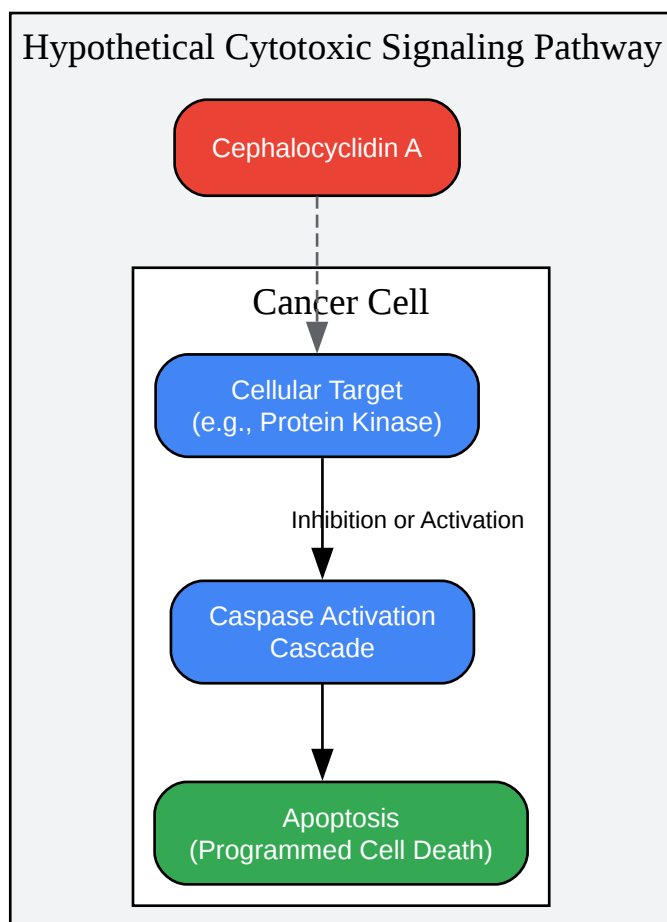 Hypothetical Cytotoxic Signaling Pathway
Cephalocyclidin A
Cancer Cell
Cellular Target
(e.g., Protein Kinase)
Inhibition or Activation
Caspase Activation
Cascade
Apoptosis
(Programmed Cell Death)